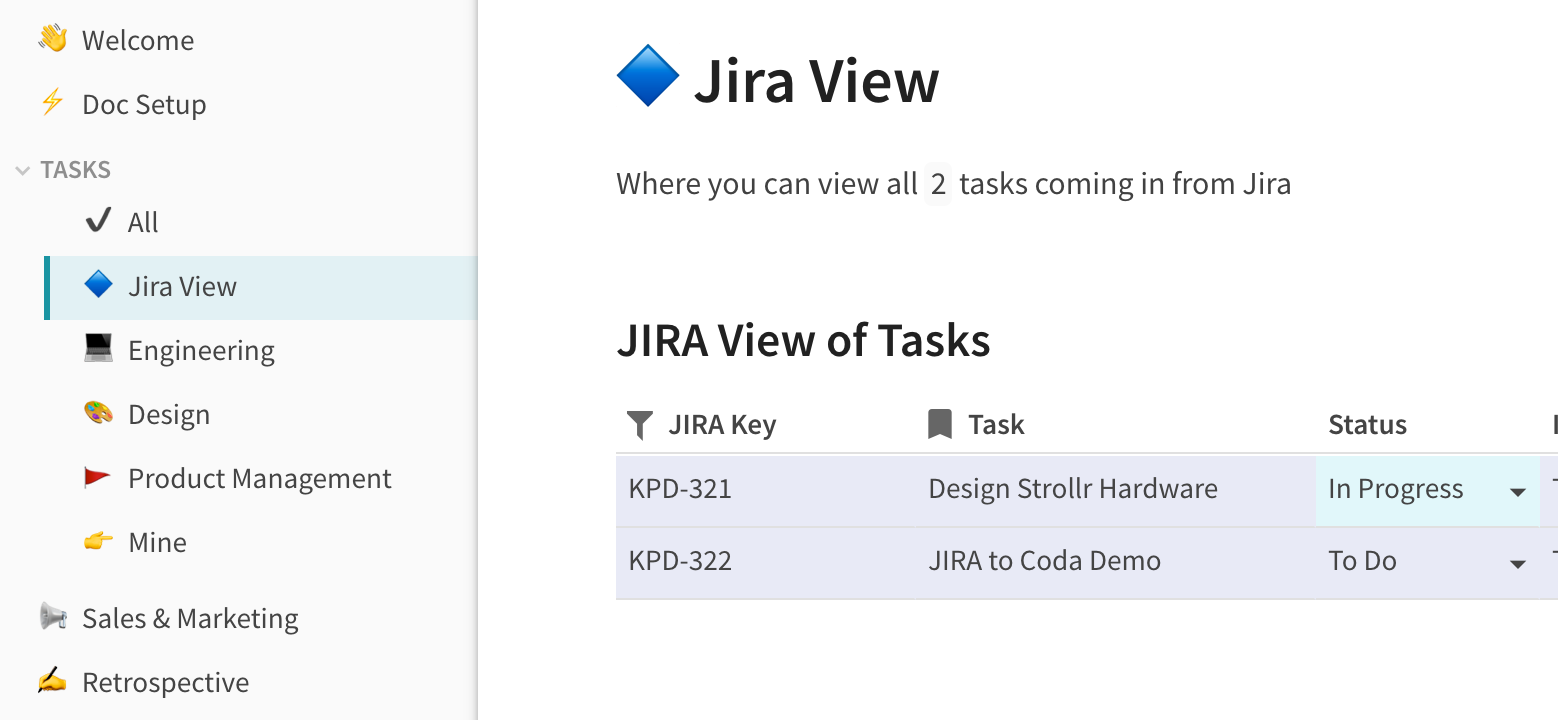 Welcome
Doc Setup
TASKS
All
Jira View
Engineering
Design
Product Management
Mine
Sales & Marketing
Retrospective
Jira View
Where you can view all 2 tasks coming in from Jira
JIRA View of Tasks
JIRA Key Task Status
KPD-321 Design Strollr Hardware In Progress
KPD-322 JIRA to Coda Demo To Do